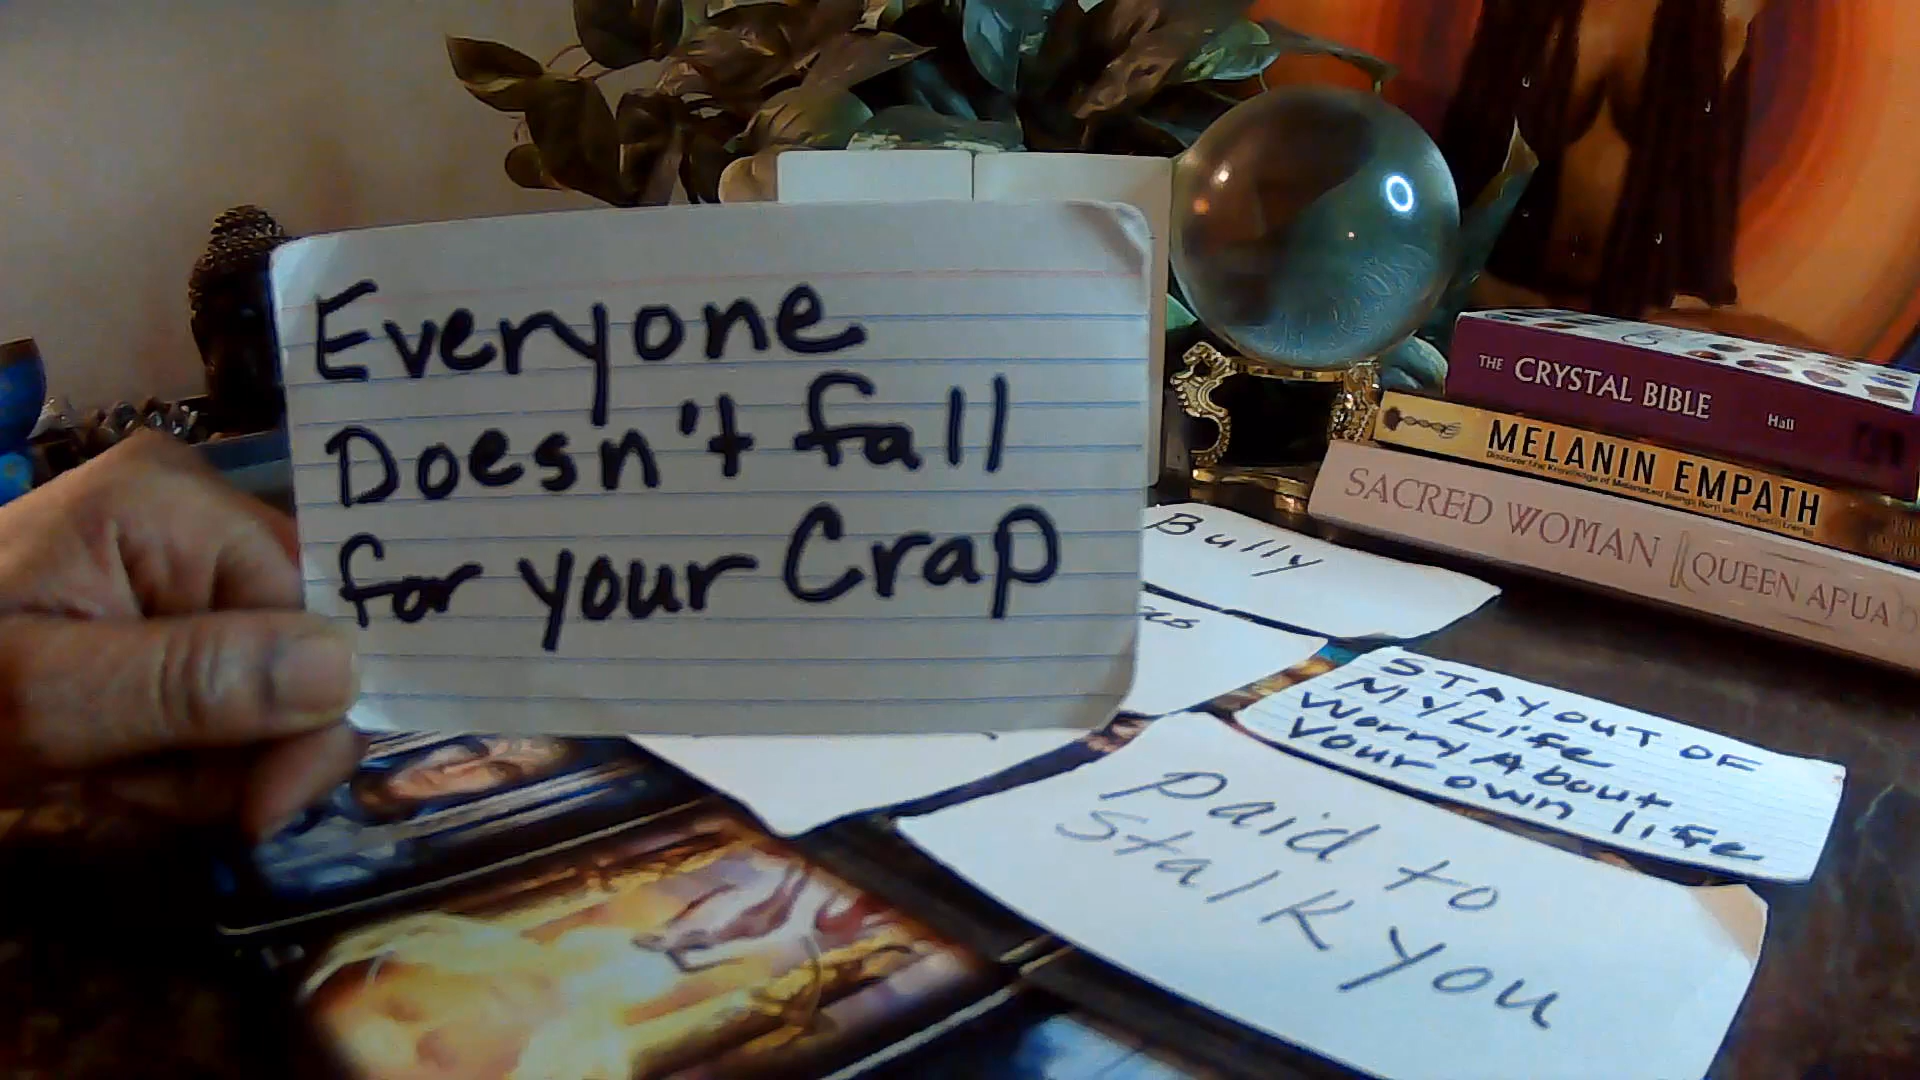 Everyone
Doesn't fall
for your Crap
THE CRYSTAL BIBLE Hall
MELANIN EMPATH
SACRED WOMAN QUEEN AFUA
Bully
STAY OUT OF
MY Life
Worry About
Your own life
paid to
Stalk you